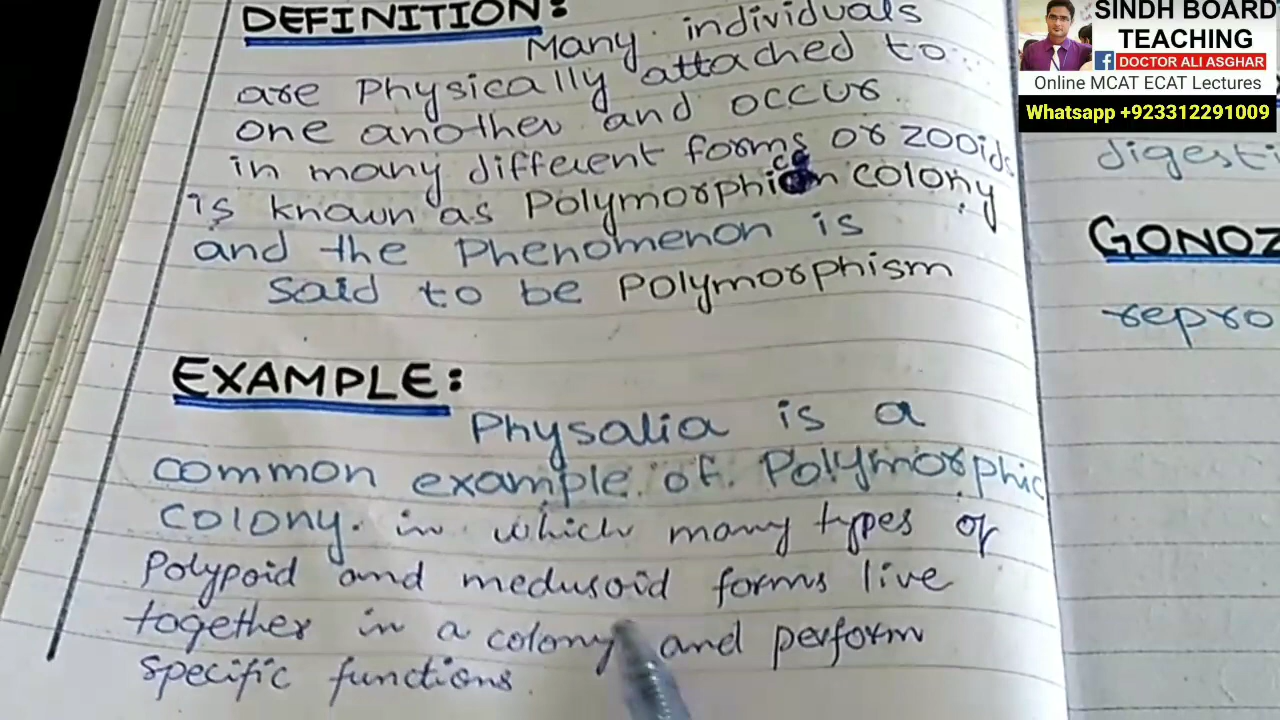 DEFINITION:
Many individuals
are Physically attached to
one another and occur
in many different forms or zooids
is known as Polymorphic colony
and the Phenomenon is
said to be Polymorphism
EXAMPLE:
Physalia is a
common example of Polymorphic
colony. in which many types of
Polypoid and medusoid forms live
together in a colony and perform
specific functions.
SINDH BOARD
TEACHING
f DOCTOR ALI ASGHAR
Online MCAT ECAT Lectures
Whatsapp +923312291009
digesti
GONOZ
repro